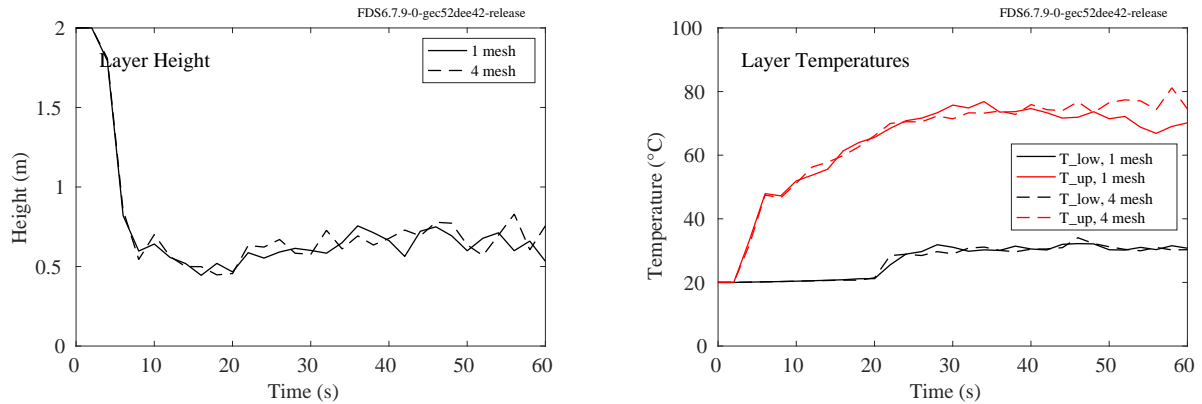 FDS6.7.9-0-gec52dee42-release
Layer Height
1 mesh
4 mesh
2
1.5
1
0.5
0
0 10 20 30 40 50 60
Height (m)
Time (s)
FDS6.7.9-0-gec52dee42-release
Layer Temperatures
100
80
60
40
20
0
T_low, 1 mesh
T_up, 1 mesh
T_low, 4 mesh
T_up, 4 mesh
0 10 20 30 40 50 60
Temperature (°C)
Time (s)